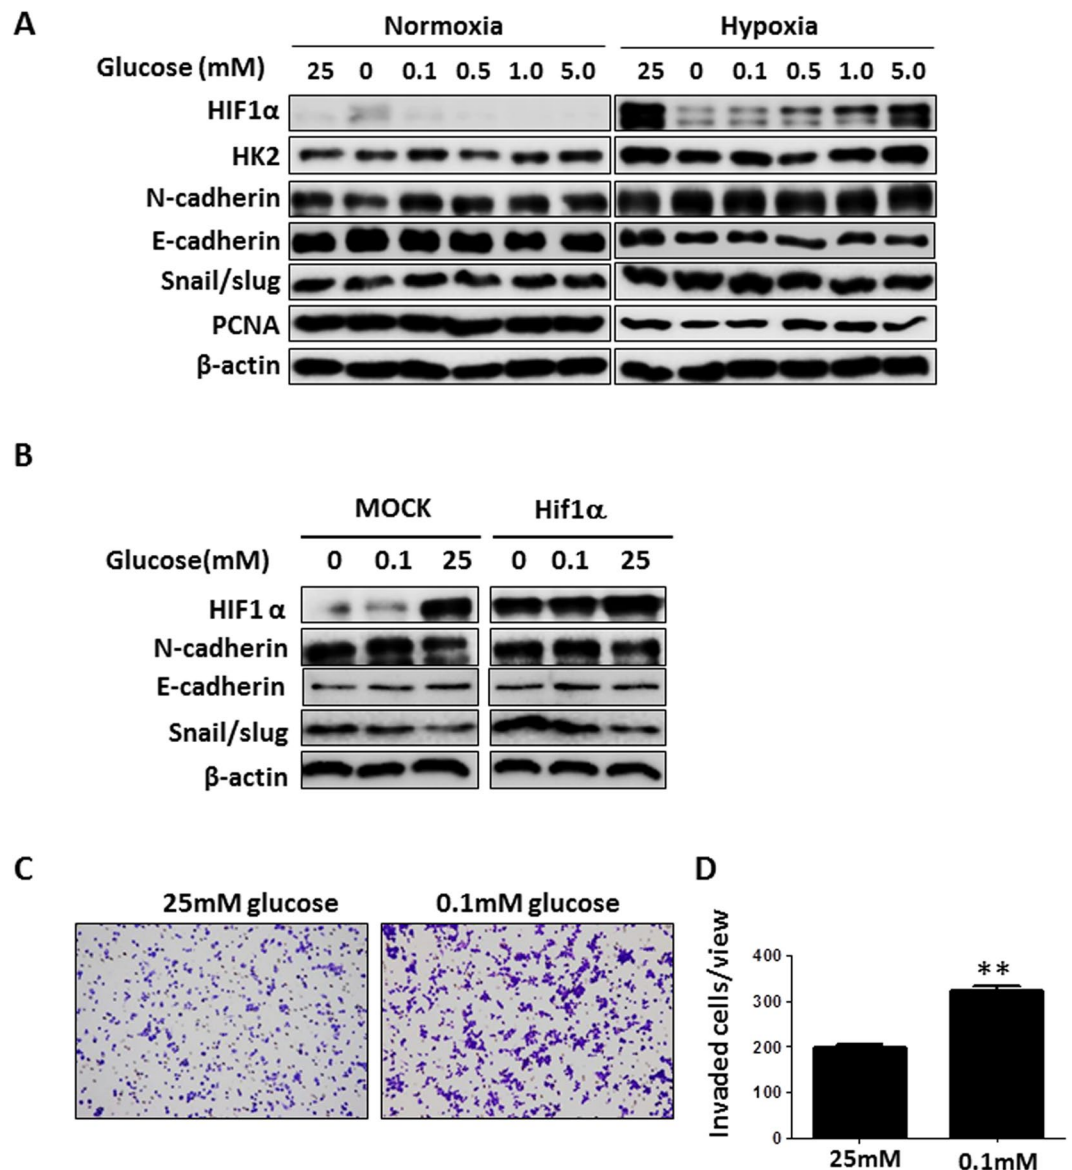 A
Normoxia Hypoxia
Glucose (mM) 25 0 0.1 0.5 1.0 5.0 25 0 0.1 0.5 1.0 5.0
HIF1α
HK2
N-cadherin
E-cadherin
Snail/slug
PCNA
β-actin
B
MOCK Hif1α
Glucose(mM) 0 0.1 25 0 0.1 25
HIF1 α
N-cadherin
E-cadherin
Snail/slug
β-actin
C
25mM glucose 0.1mM glucose
D
Invaded cells/view
400
300
200
100
0
**
25mM 0.1mM